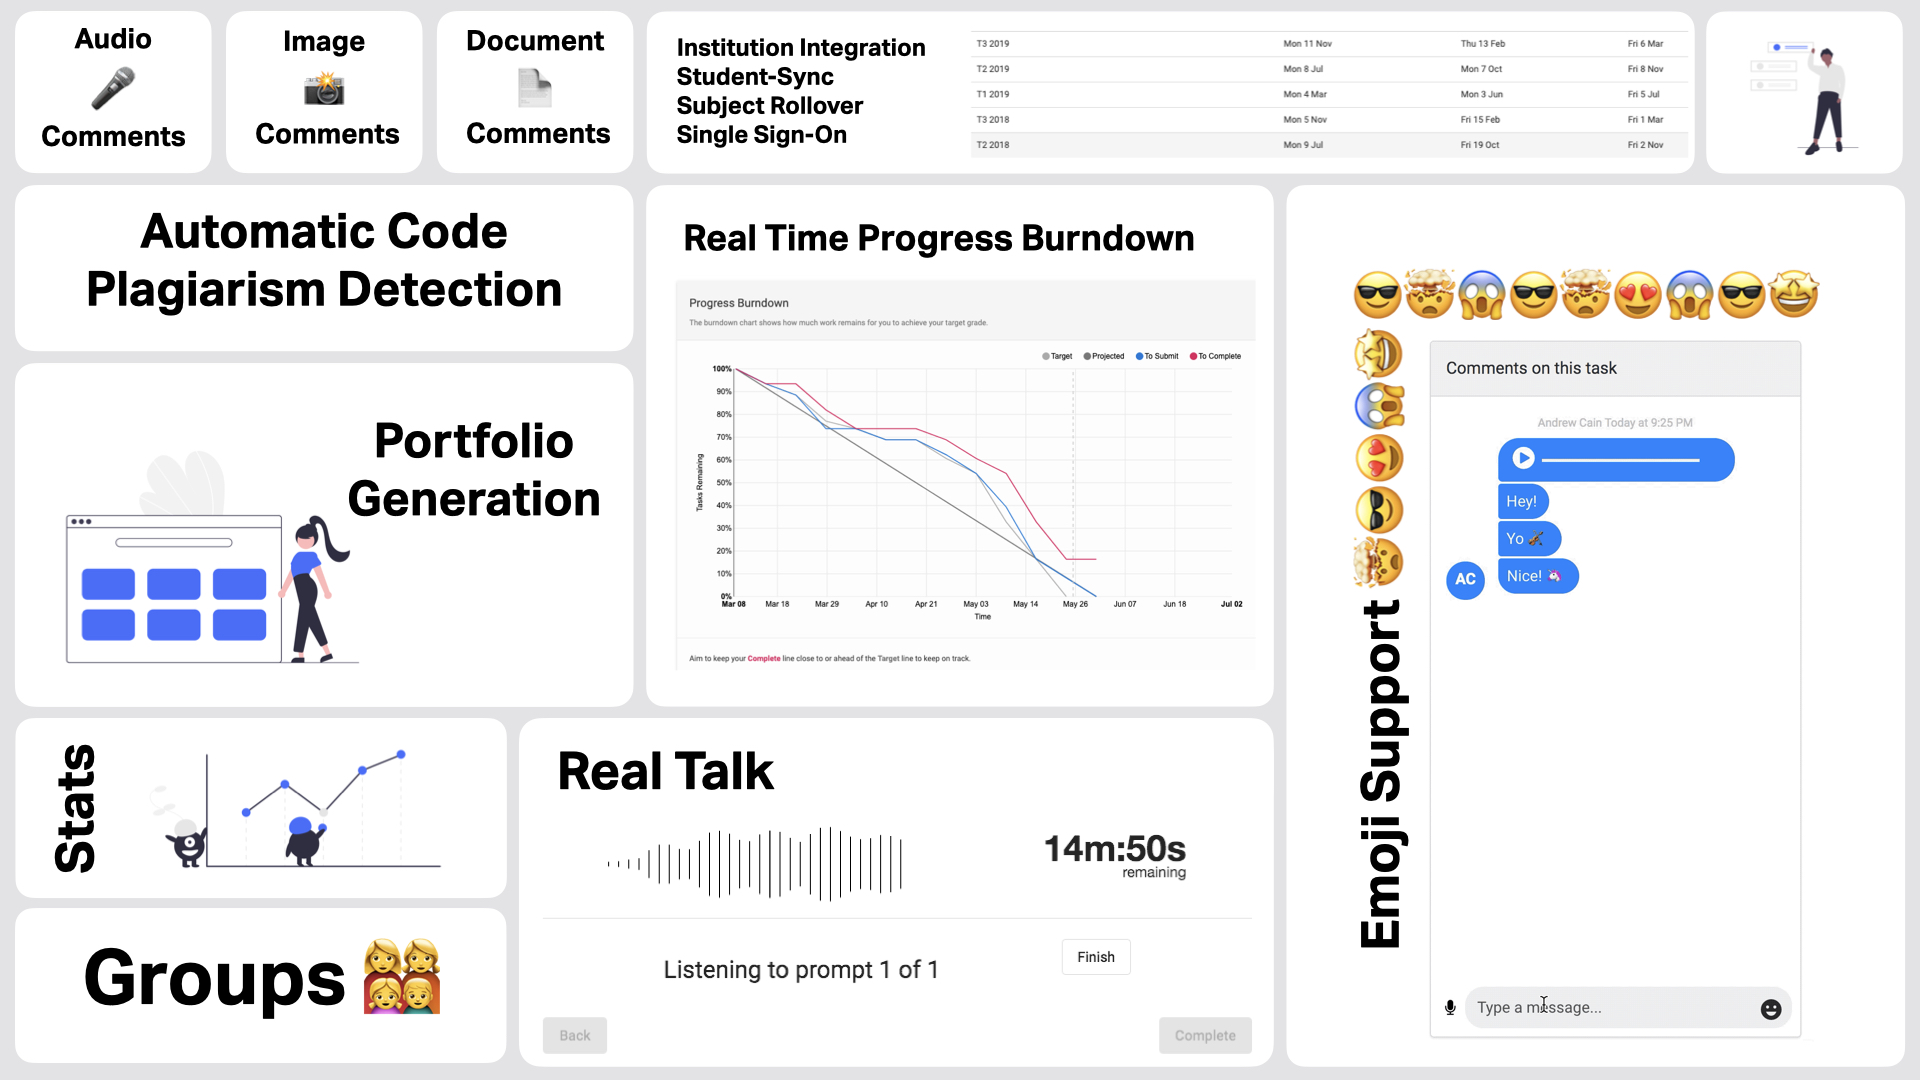 Audio
Comments
Image
Comments
Document
Comments
Institution Integration
Student-Sync
Subject Rollover
Single Sign-On
T3 2019 Mon 11 Nov Thu 13 Feb Fri 6 Mar
T2 2019 Mon 8 Jul Mon 7 Oct Fri 8 Nov
T1 2019 Mon 4 Mar Mon 3 Jun Fri 5 Jul
T3 2018 Mon 5 Nov Fri 15 Feb Fri 1 Mar
T2 2018 Mon 9 Jul Fri 19 Oct Fri 2 Nov
Automatic Code
Plagiarism Detection
Portfolio
Generation
Real Time Progress Burndown
Progress Burndown
The burndown chart shows how much work remains for you to achieve your target grade.
Target Projected To Submit To Complete
100%
90%
80%
70%
60%
50%
40%
30%
20%
10%
0%
Tasks Remaining
Mar 08 Mar 18 Mar 29 Apr 10 Apr 21 May 03 May 14 May 26 Jun 07 Jun 18 Jul 02
Time
Aim to keep your Complete line close to or ahead of the Target line to keep on track.
Emoji Support
Comments on this task
Andrew Cain Today at 9:25 PM
Hey!
Yo 🎻
Nice! 🦄
AC
Type a message...
Stats
Groups
Real Talk
14m:50s
remaining
Listening to prompt 1 of 1
Finish
Back
Complete